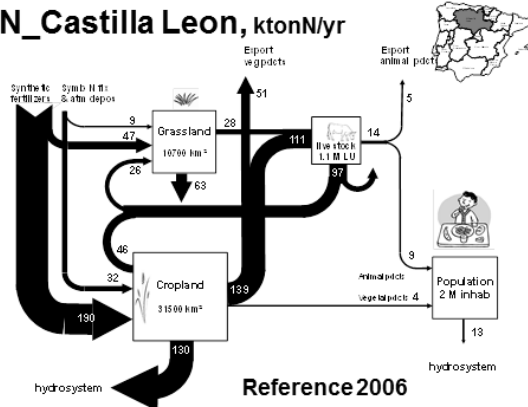 N_Castilla Leon, ktonN/yr
Export
vegpdcts
Export
animal pdcts
Synthetic
fertilizers
Symb N fix
& atm depos
51
5
9
47
Grassland
10700 km²
28
111
livestock
1.1 M LU
14
26
63
97
46
32
Cropland
31500 km²
139
9
Animal pdcts
Vegetal pdcts 4
Population
2 M inhab
190
130
13
hydrosystem
hydrosystem
Reference 2006